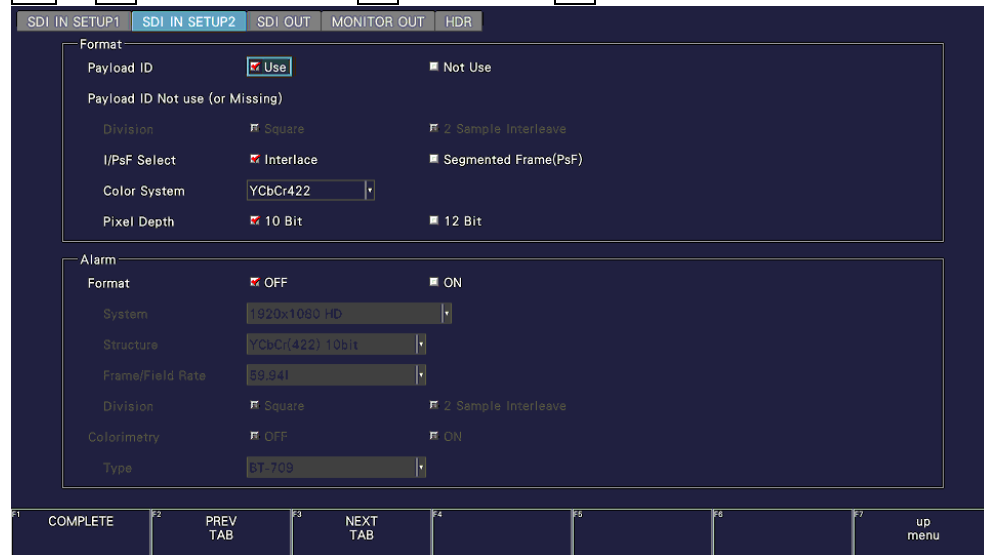 SDI IN SETUP1 SDI IN SETUP2 SDI OUT MONITOR OUT HDR
Format
Payload ID Use Not Use
Payload ID Not use (or Missing)
Division Square 2 Sample Interleave
I/PsF Select Interlace Segmented Frame(PsF)
Color System YCbCr422
Pixel Depth 10 Bit 12 Bit
Alarm
Format OFF ON
System 1920x1080 HD
Structure YCbCr(422) 10bit
Frame/Field Rate 59.94I
Division Square 2 Sample Interleave
Colorimetry OFF ON
Type BT-709
F1 COMPLETE F2 PREV TAB F3 NEXT TAB F4 F5 F6 F7 up menu